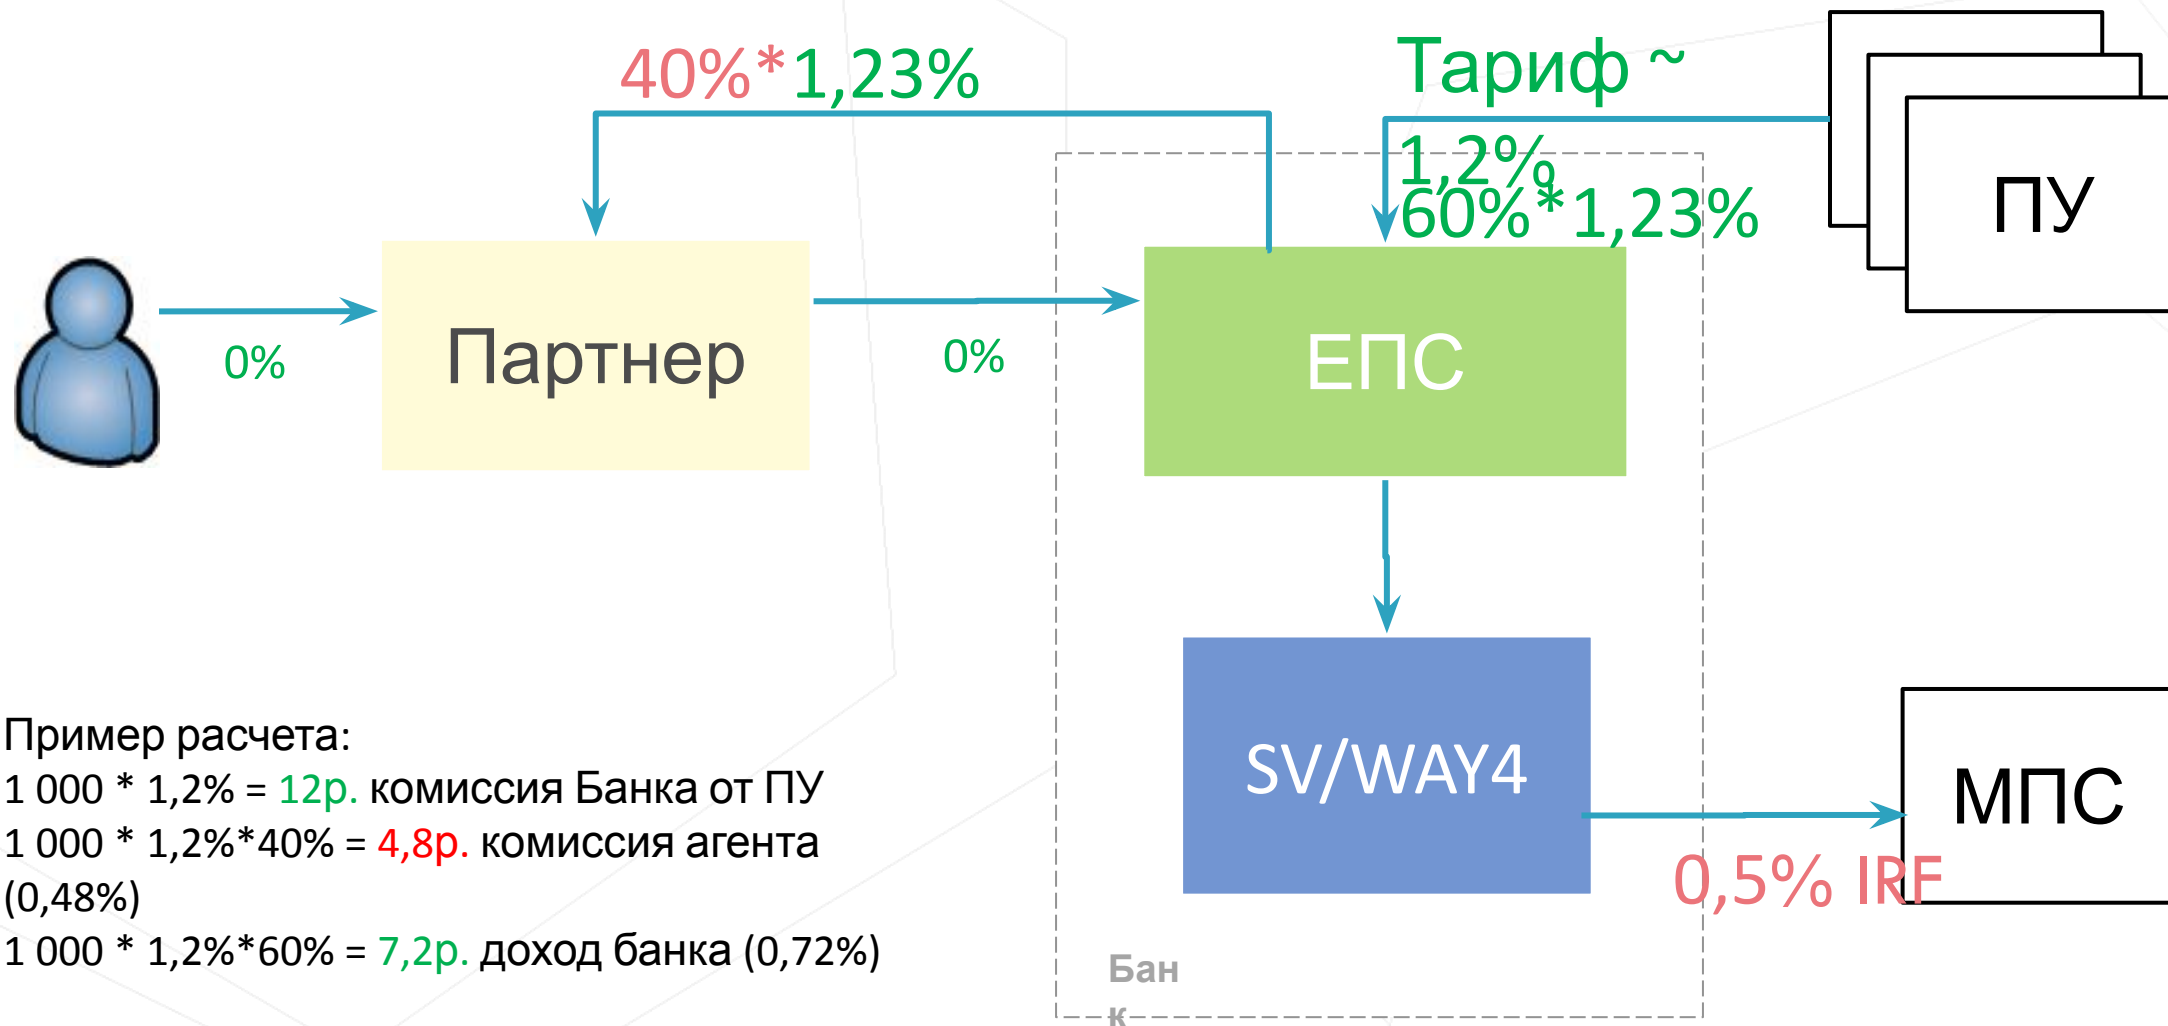 40%*1,23%
Тариф ~
1,2%
60%*1,23%
ПУ
0%
Партнер
0%
ЕПС
SV/WAY4
МПС
0,5% IRF
Пример расчета:
1 000 * 1,2% = 12р. комиссия Банка от ПУ
1 000 * 1,2%*40% = 4,8р. комиссия агента
(0,48%)
1 000 * 1,2%*60% = 7,2р. доход банка (0,72%)
Бан
к